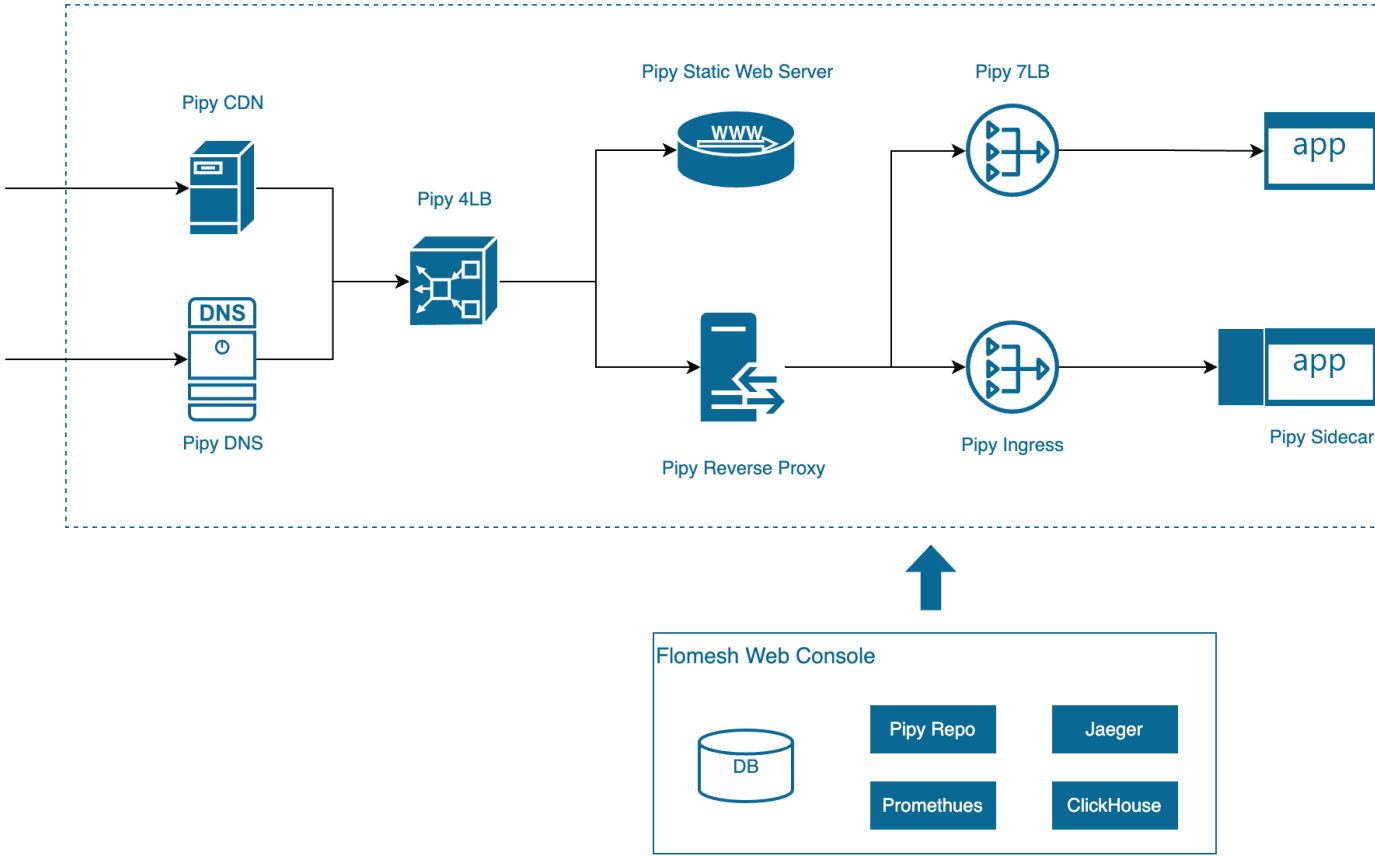 Pipy Static Web Server
Pipy 7LB
Pipy CDN
WWW
app
Pipy 4LB
DNS
app
Pipy DNS
Pipy Ingress
Pipy Sidecar
Pipy Reverse Proxy
Flomesh Web Console
DB
Pipy Repo
Jaeger
Promethues
ClickHouse